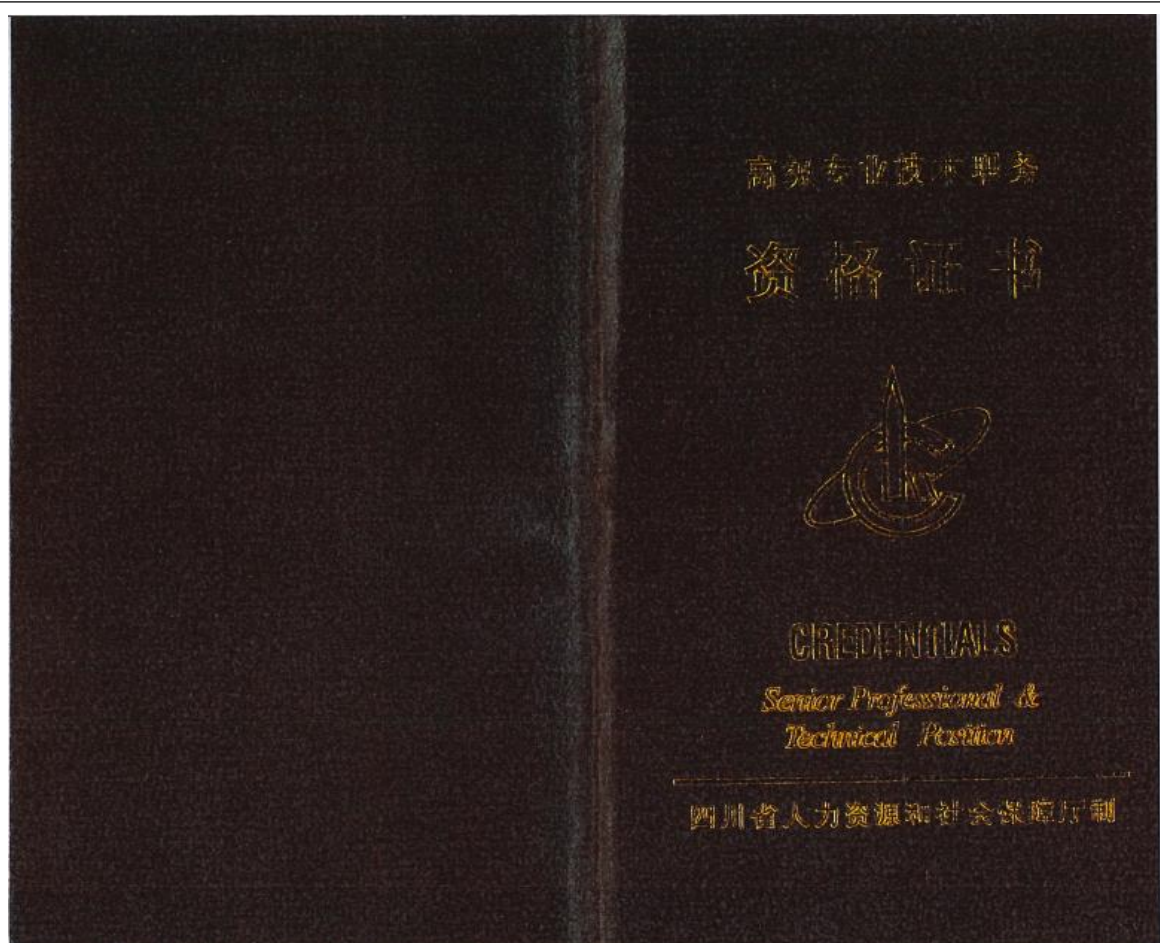 高级专业技术职务
资格证书
CREDENTIALS
Senior Professional &
Technical Position
四川省人力资源和社会保障厅制